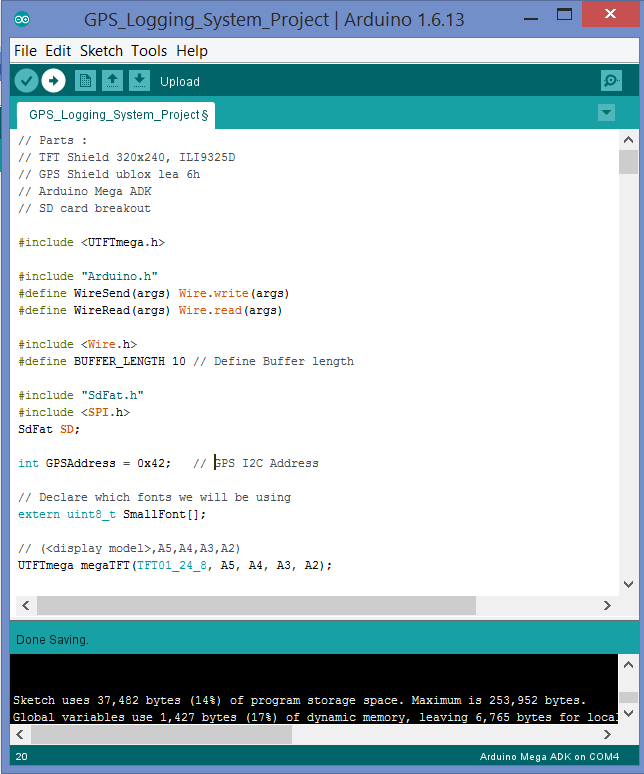 GPS_Logging_System_Project | Arduino 1.6.13
File Edit Sketch Tools Help
Upload
GPS_Logging_System_Project §
// Parts :
// TFT Shield 320x240, ILI9325D
// GPS Shield ublox lea 6h
// Arduino Mega ADK
// SD card breakout
#include <UTFTmega.h>
#include "Arduino.h"
#define WireSend(args) Wire.write(args)
#define WireRead(args) Wire.read(args)
#include <Wire.h>
#define BUFFER_LENGTH 10 // Define Buffer length
#include "SdFat.h"
#include <SPI.h>
SdFat SD;
int GPSAddress = 0x42;   // GPS I2C Address
// Declare which fonts we will be using
extern uint8_t SmallFont[];
// (<display model>,A5,A4,A3,A2)
UTFTmega megaTFT(TFT01_24_8, A5, A4, A3, A2);
Done Saving.
Sketch uses 37,482 bytes (14%) of program storage space. Maximum is 253,952 bytes.
Global variables use 1,427 bytes (17%) of dynamic memory, leaving 6,765 bytes for local
20
Arduino Mega ADK on COM4